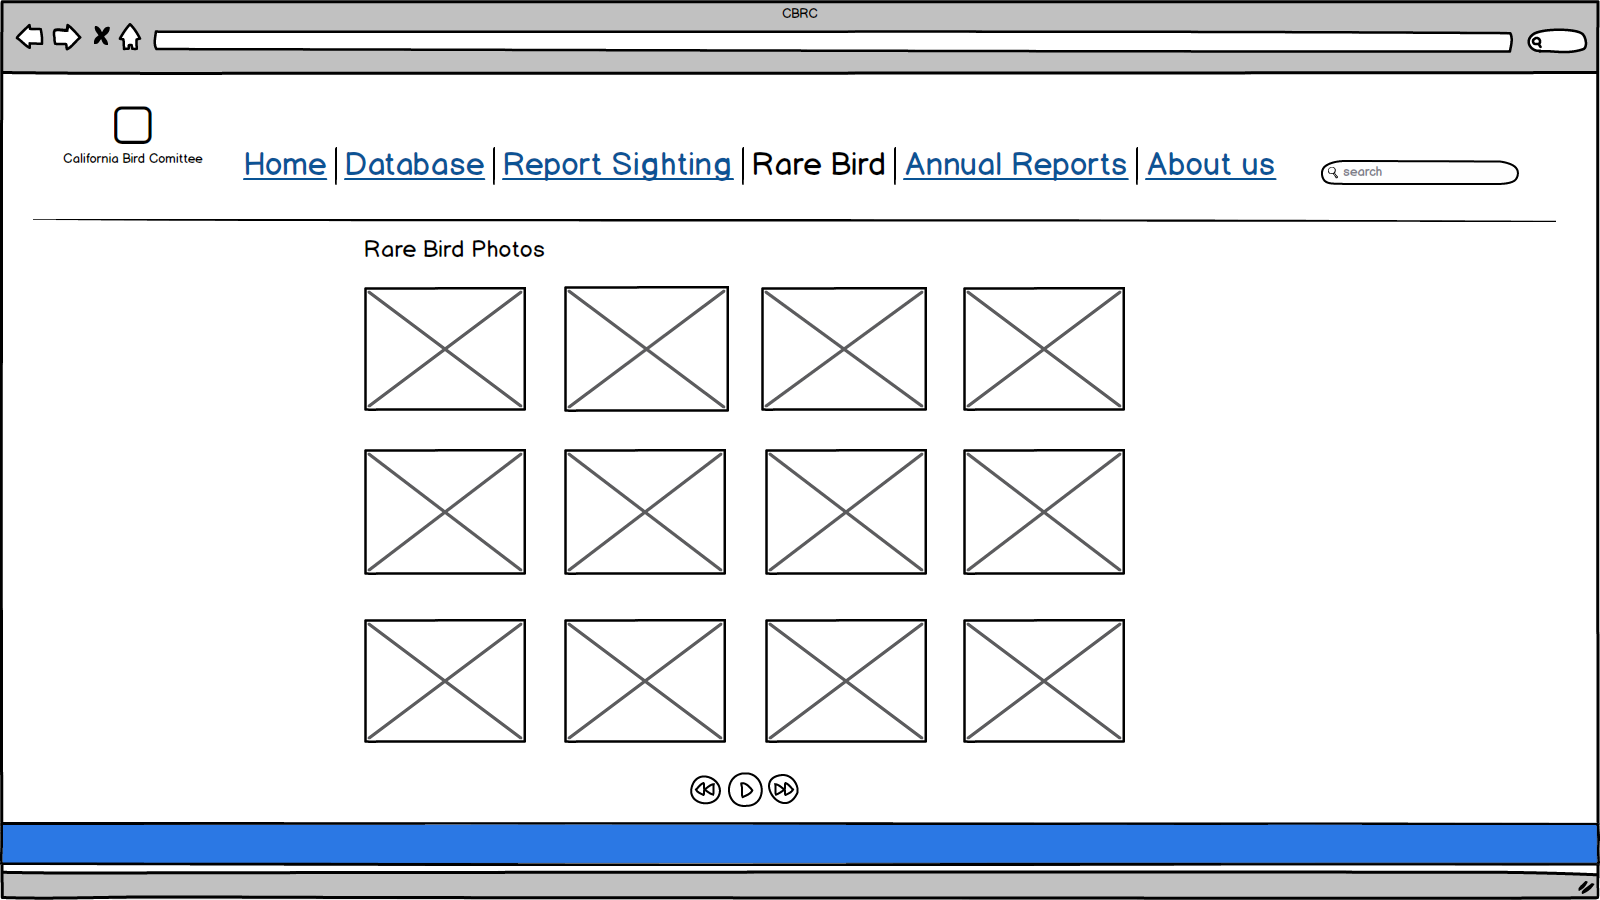 CBRC
California Bird Comittee
Home Database Report Sighting Rare Bird Annual Reports About us
search
Rare Bird Photos